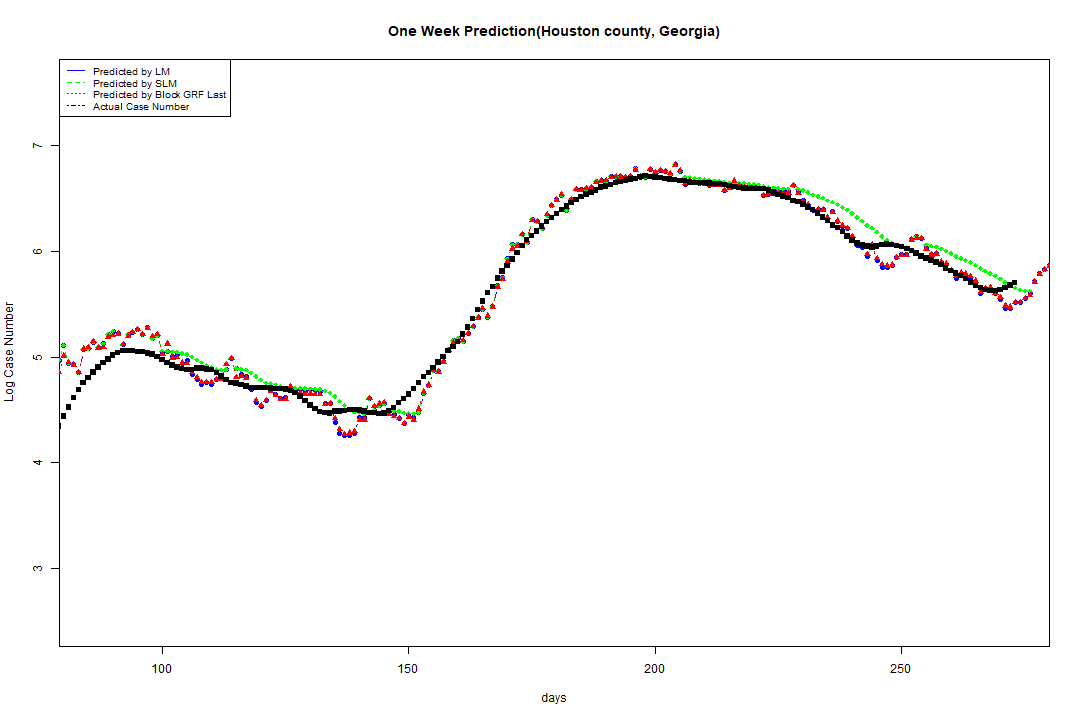 One Week Prediction(Houston county, Georgia)
Predicted by LM
Predicted by SLM
Predicted by Block GRF Last
Actual Case Number
7
6
5
4
3
Log Case Number
100 150 200 250
days